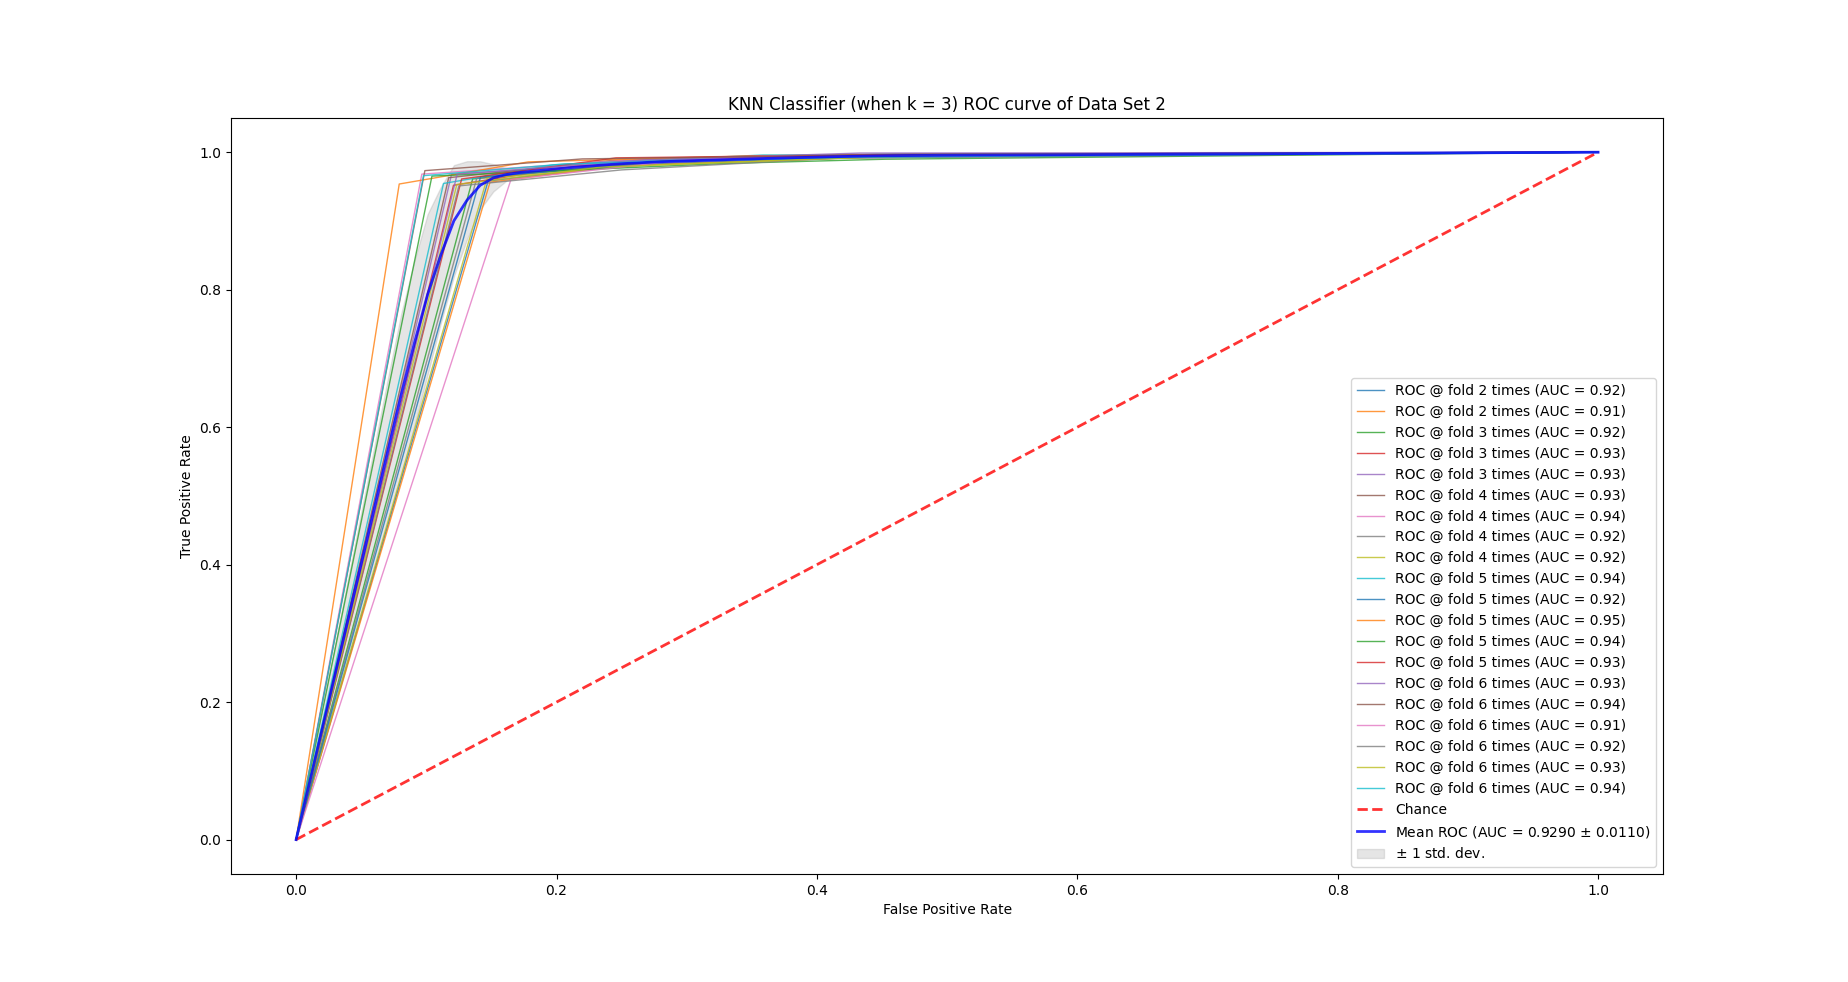 KNN Classifier (when k = 3) ROC curve of Data Set 2
1.0
0.8
0.6
0.4
0.2
0.0
True Positive Rate
ROC @ fold 2 times (AUC = 0.92)
ROC @ fold 2 times (AUC = 0.91)
ROC @ fold 3 times (AUC = 0.92)
ROC @ fold 3 times (AUC = 0.93)
ROC @ fold 3 times (AUC = 0.93)
ROC @ fold 4 times (AUC = 0.93)
ROC @ fold 4 times (AUC = 0.94)
ROC @ fold 4 times (AUC = 0.92)
ROC @ fold 4 times (AUC = 0.92)
ROC @ fold 5 times (AUC = 0.94)
ROC @ fold 5 times (AUC = 0.92)
ROC @ fold 5 times (AUC = 0.95)
ROC @ fold 5 times (AUC = 0.94)
ROC @ fold 5 times (AUC = 0.93)
ROC @ fold 6 times (AUC = 0.93)
ROC @ fold 6 times (AUC = 0.94)
ROC @ fold 6 times (AUC = 0.91)
ROC @ fold 6 times (AUC = 0.92)
ROC @ fold 6 times (AUC = 0.93)
ROC @ fold 6 times (AUC = 0.94)
Chance
Mean ROC (AUC = 0.9290 ± 0.0110)
± 1 std. dev.
0.0 0.2 0.4 0.6 0.8 1.0
False Positive Rate